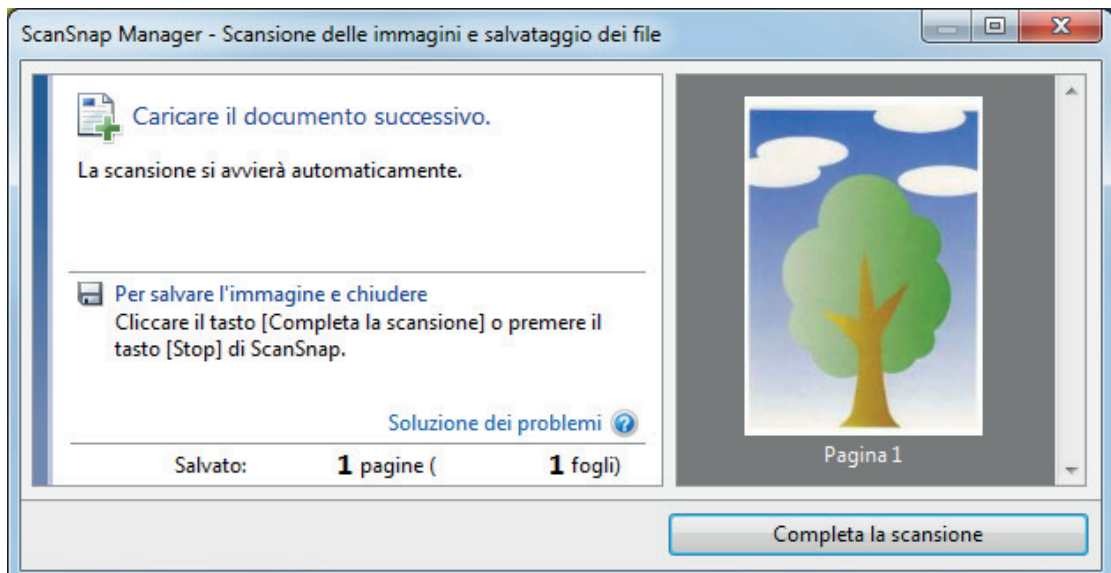 ScanSnap Manager - Scansione delle immagini e salvataggio dei file
Caricare il documento successivo.
La scansione si avvierà automaticamente.
Per salvare l'immagine e chiudere
Cliccare il tasto [Completa la scansione] o premere il
tasto [Stop] di ScanSnap.
Soluzione dei problemi
Salvato: 1 pagine ( 1 fogli)
Pagina 1
Completa la scansione